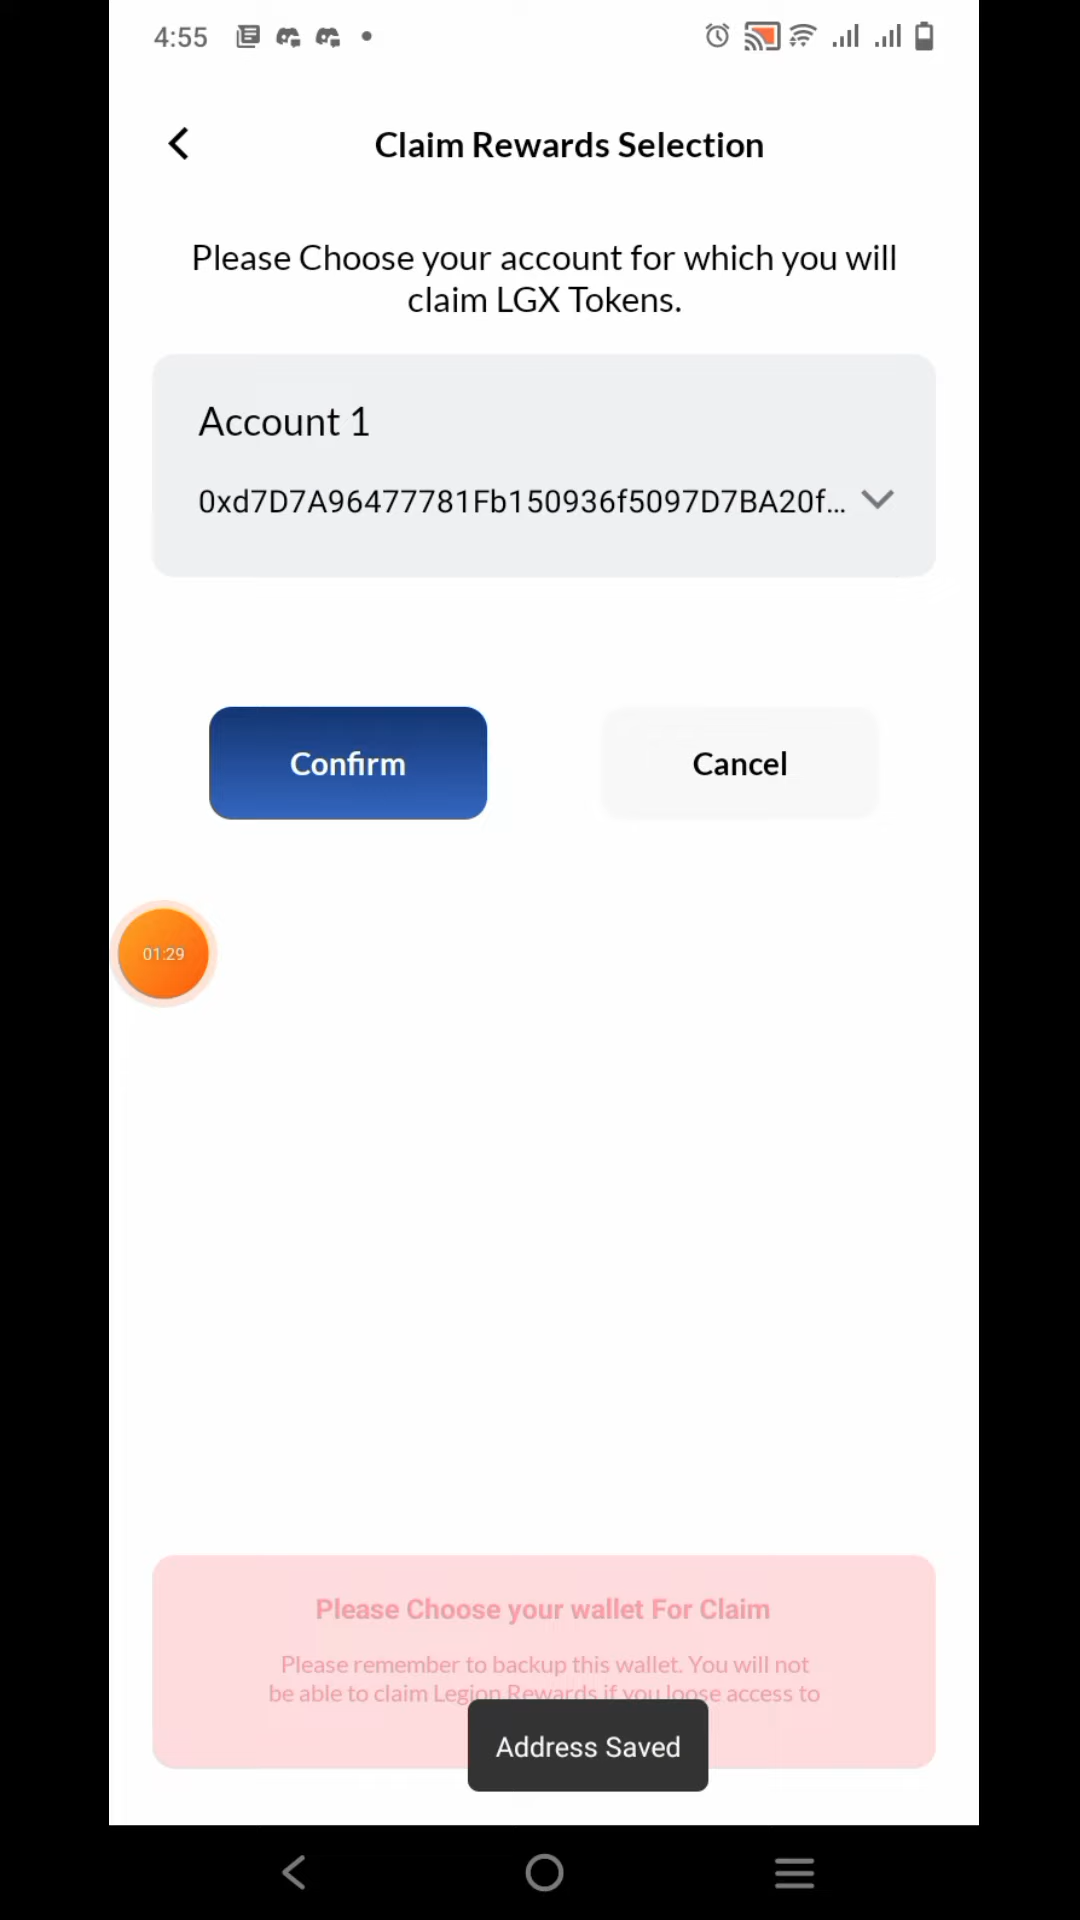 4:55
Claim Rewards Selection
Please Choose your account for which you will
claim LGX Tokens.
Account 1
0xd7D7A96477781Fb150936f5097D7BA20f...
Confirm
Cancel
01:29
Please Choose your wallet For Claim
Please remember to backup this wallet. You will not
be able to claim Legion Rewards if you loose access to
Address Saved